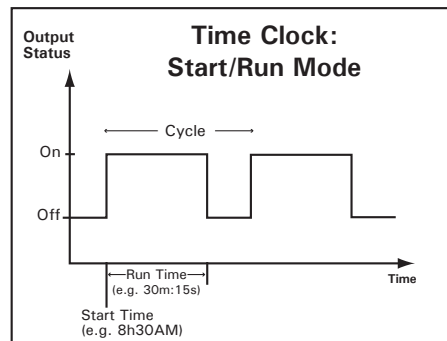 Time Clock:
Start/Run Mode
Output
Status
Cycle
On
Off
Run Time
(e.g. 30m:15s)
Time
Start Time
(e.g. 8h30AM)